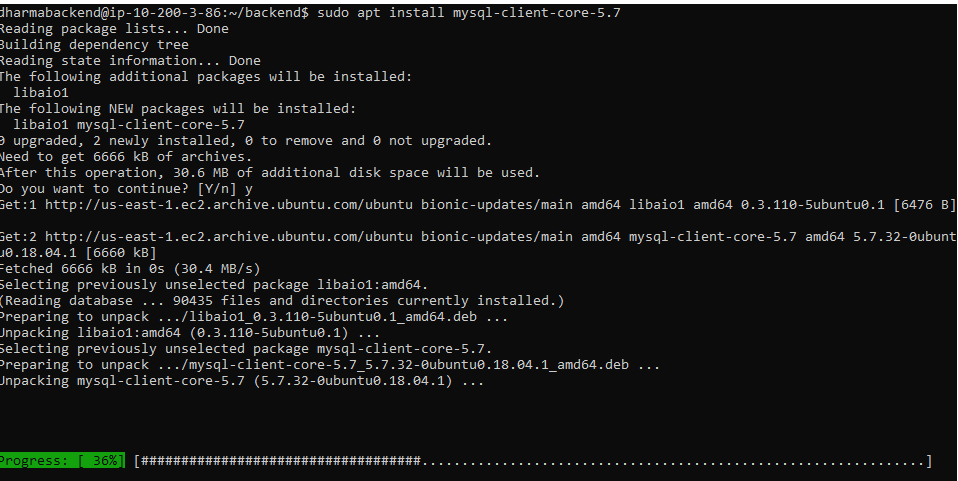 dharmabackend@ip-10-200-3-86:~/backend$ sudo apt install mysql-client-core-5.7
Reading package lists... Done
Building dependency tree
Reading state information... Done
The following additional packages will be installed:
  libaio1
The following NEW packages will be installed:
  libaio1 mysql-client-core-5.7
0 upgraded, 2 newly installed, 0 to remove and 0 not upgraded.
Need to get 6666 kB of archives.
After this operation, 30.6 MB of additional disk space will be used.
Do you want to continue? [Y/n] y
Get:1 http://us-east-1.ec2.archive.ubuntu.com/ubuntu bionic-updates/main amd64 libaio1 amd64 0.3.110-5ubuntu0.1 [6476 B]
Get:2 http://us-east-1.ec2.archive.ubuntu.com/ubuntu bionic-updates/main amd64 mysql-client-core-5.7 amd64 5.7.32-0ubunt
u0.18.04.1 [6660 kB]
Fetched 6666 kB in 0s (30.4 MB/s)
Selecting previously unselected package libaio1:amd64.
(Reading database ... 90435 files and directories currently installed.)
Preparing to unpack .../libaio1_0.3.110-5ubuntu0.1_amd64.deb ...
Unpacking libaio1:amd64 (0.3.110-5ubuntu0.1) ...
Selecting previously unselected package mysql-client-core-5.7.
Preparing to unpack .../mysql-client-core-5.7_5.7.32-0ubuntu0.18.04.1_amd64.deb ...
Unpacking mysql-client-core-5.7 (5.7.32-0ubuntu0.18.04.1) ...
Progress: [ 36%] [###################################...............................................................]